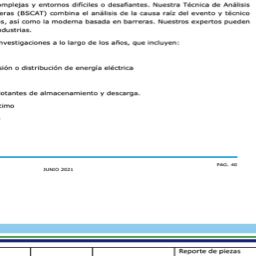 omplejas y entornos difíciles o desafiantes. Nuestra Técnica de Análisis
eras (BSCAT) combina el análisis de la causa raíz del evento y técnico
s, así como la moderna basada en barreras. Nuestros expertos pueden
dustrias.
nvestigaciones a lo largo de los años, que incluyen:
sión o distribución de energía eléctrica
otantes de almacenamiento y descarga.
timo
PAG. 40
JUNIO 2021
Reporte de piezas